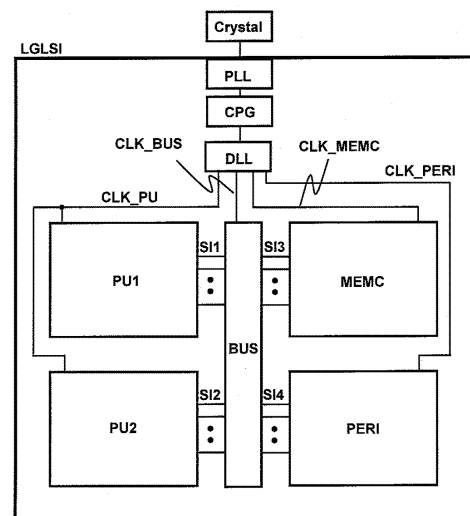 Crystal
LGLSI
PLL
CPG
CLK_BUS
CLK_MEMC
DLL
CLK_PERI
CLK_PU
SI1
SI3
PU1
MEMC
BUS
SI2
SI4
PU2
PERI